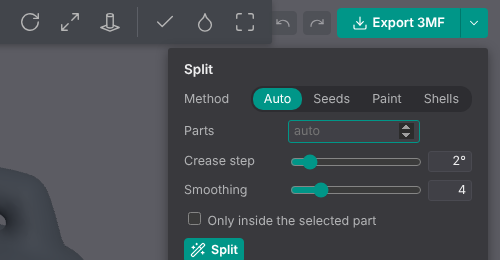 Export 3MF
Split
Method Auto Seeds Paint Shells
Parts auto
Crease step 2°
Smoothing 4
Only inside the selected part
Split